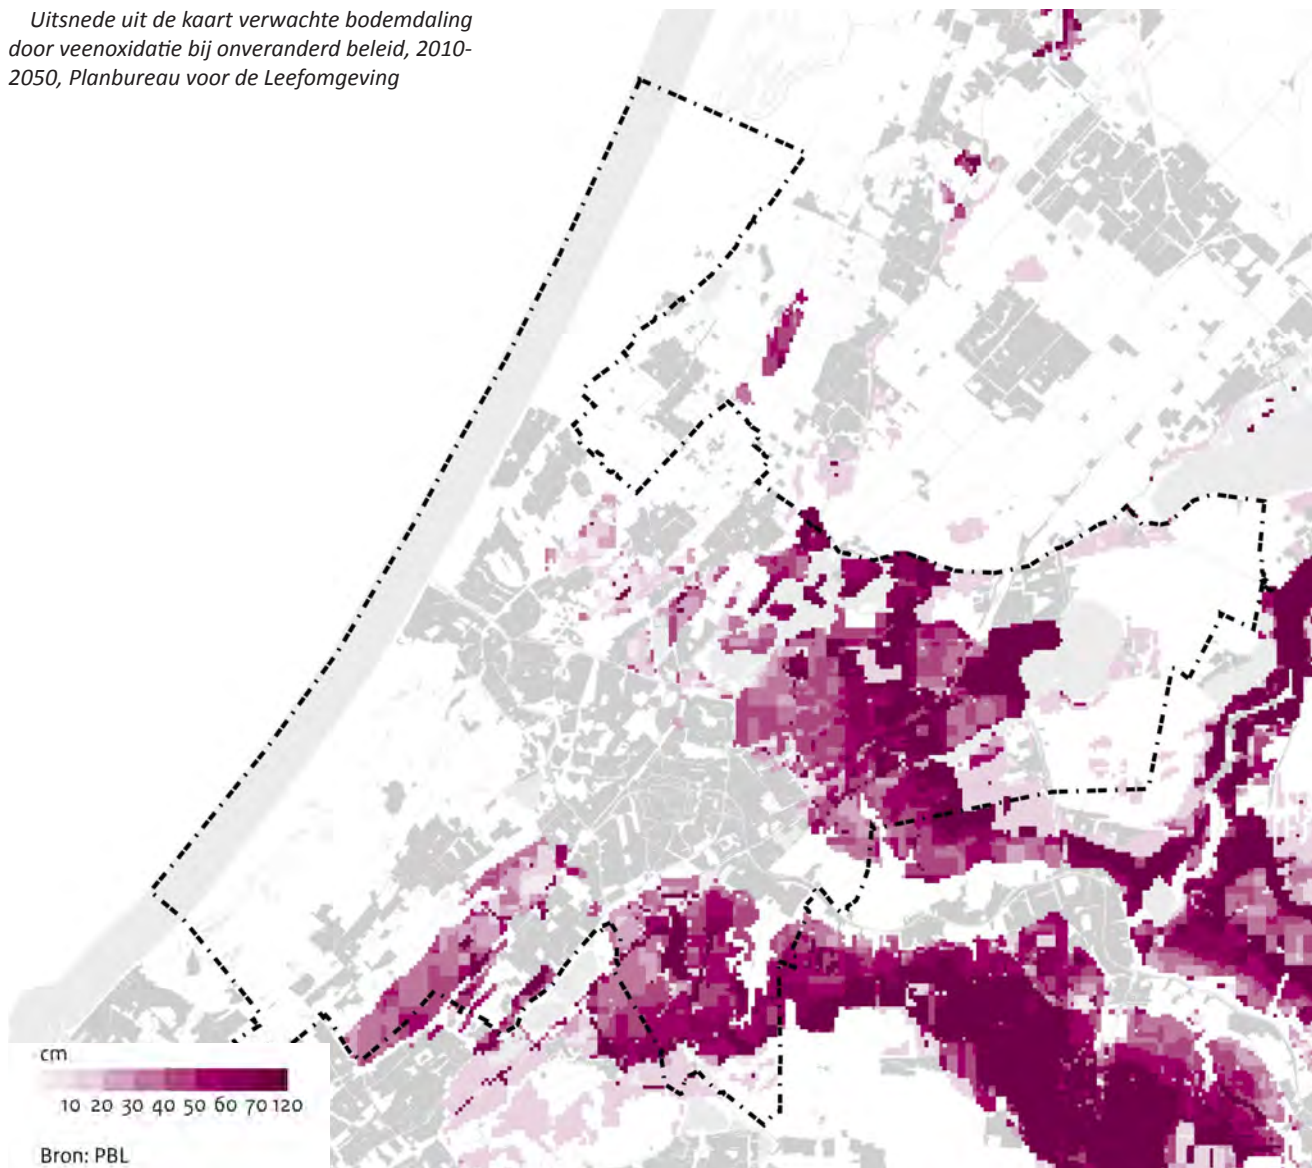 Uitsnede uit de kaart verwachte bodemdaling
door veenoxidatie bij onveranderd beleid, 2010-
2050, Planbureau voor de Leefomgeving
cm
10 20 30 40 50 60 70 120
Bron: PBL